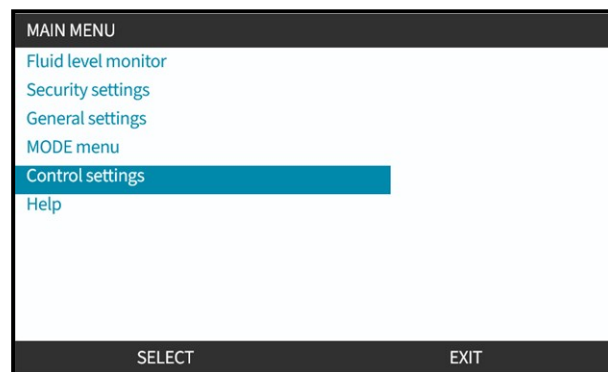 MAIN MENU
Fluid level monitor
Security settings
General settings
MODE menu
Control settings
Help
SELECT EXIT